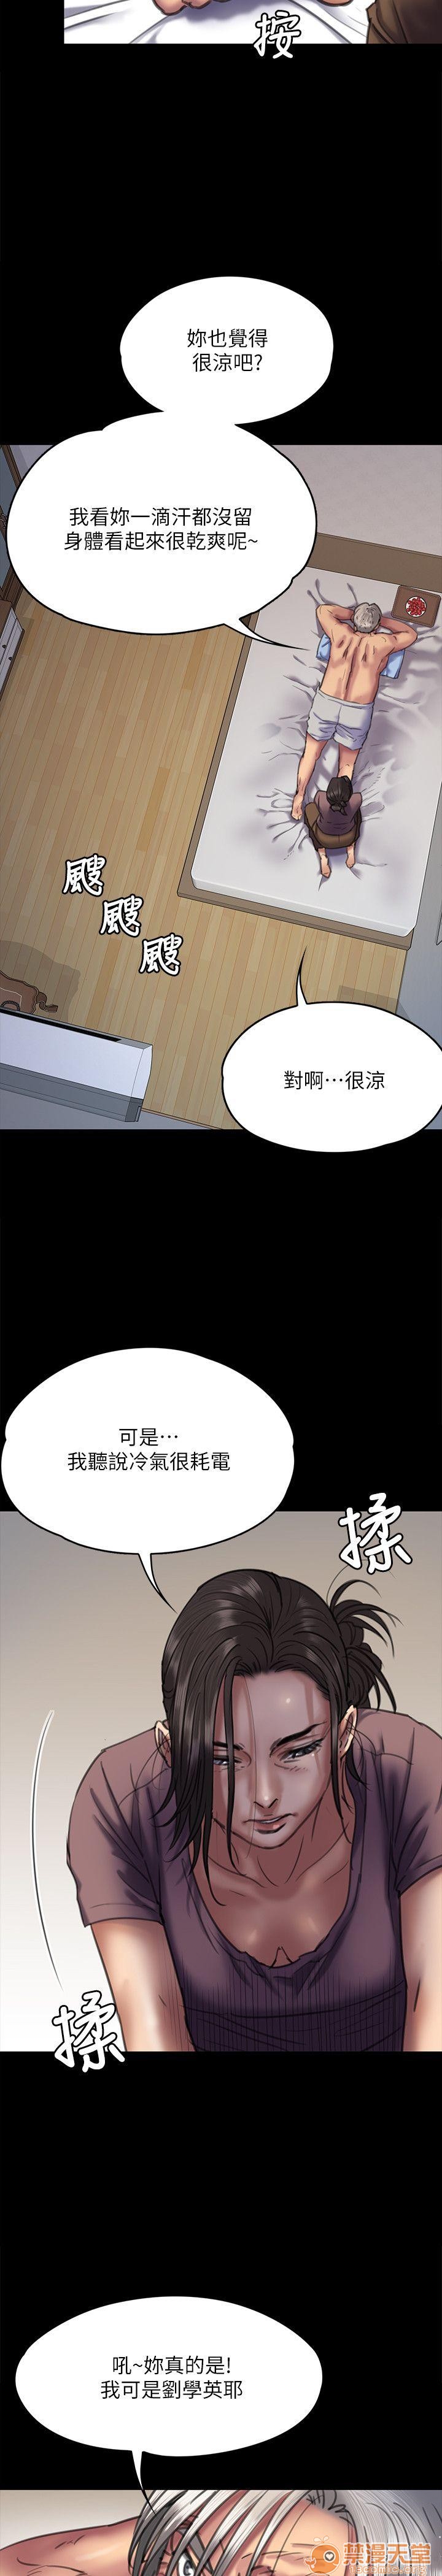 按
妳也覺得
很涼吧?
我看妳一滴汗都沒留
身體看起來很乾爽呢~
颼
颼
颼
對啊…很涼
可是…
我聽說冷氣很耗電
揉
揉
吼~妳真的是!
我可是劉學英耶
禁漫天堂